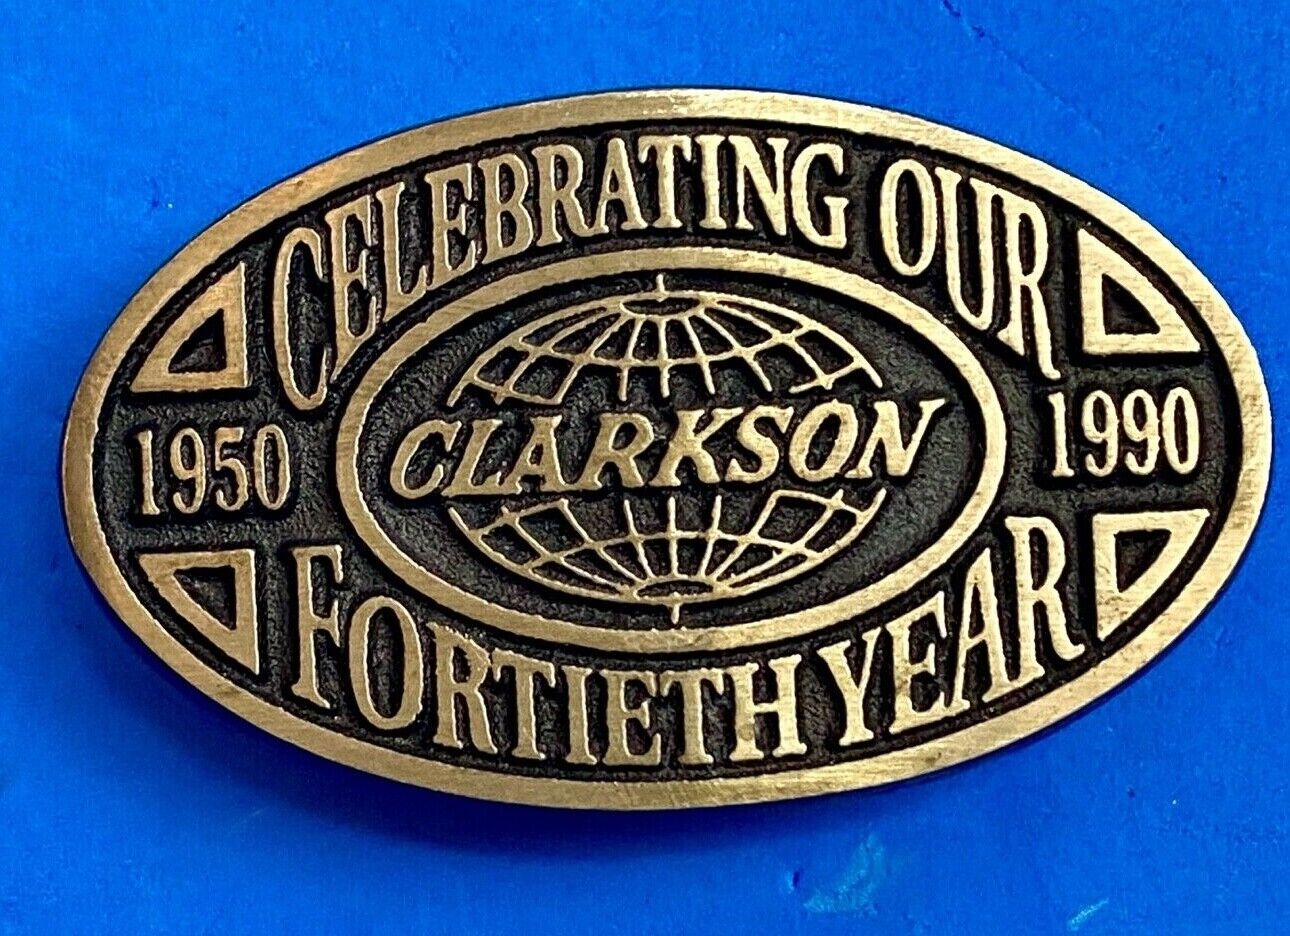 CELEBRATING OUR
1950
CLARKSON
1990
FORTIETH YEAR